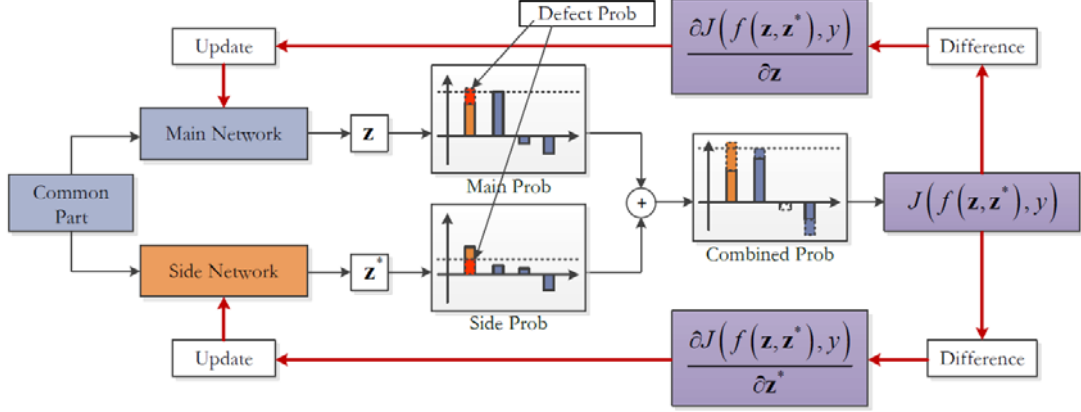 Defect Prob
Update
∂J(f(z,z*),y)
∂z
Difference
Main Network
z
Main Prob
Common
Part
+
Combined Prob
J(f(z,z*),y)
Side Network
z*
Side Prob
Update
∂J(f(z,z*),y)
∂z*
Difference